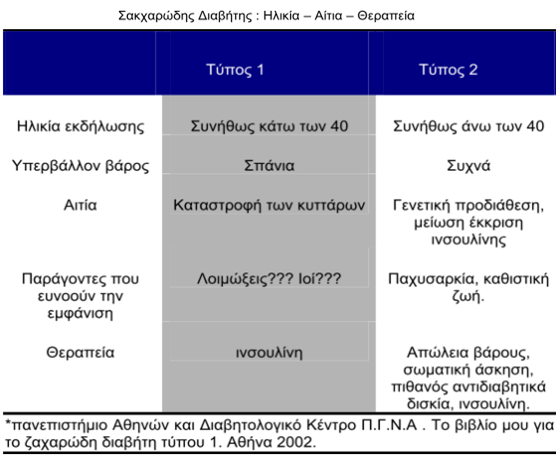 Σακχαρώδης Διαβήτης : Ηλικία – Αίτια – Θεραπεία
Τύπος 1 Τύπος 2
Ηλικία εκδήλωσης Συνήθως κάτω των 40 Συνήθως άνω των 40
Υπερβάλλον βάρος Σπάνια Συχνά
Αιτία Καταστροφή των κυττάρων Γενετική προδιάθεση,
μείωση έκκριση
ινσουλίνης
Παράγοντες που Λοιμώξεις??? Ιοί??? Παχυσαρκία, καθιστική
ευνοούν την ζωή.
εμφάνιση
Θεραπεία ινσουλίνη Απώλεια βάρους,
σωματική άσκηση,
πιθανός αντιδιαβητικά
δισκία, ινσουλίνη.
*πανεπιστήμιο Αθηνών και Διαβητολογικό Κέντρο Π.Γ.Ν.Α . Το βιβλίο μου για
το ζαχαρώδη διαβήτη τύπου 1. Αθήνα 2002.